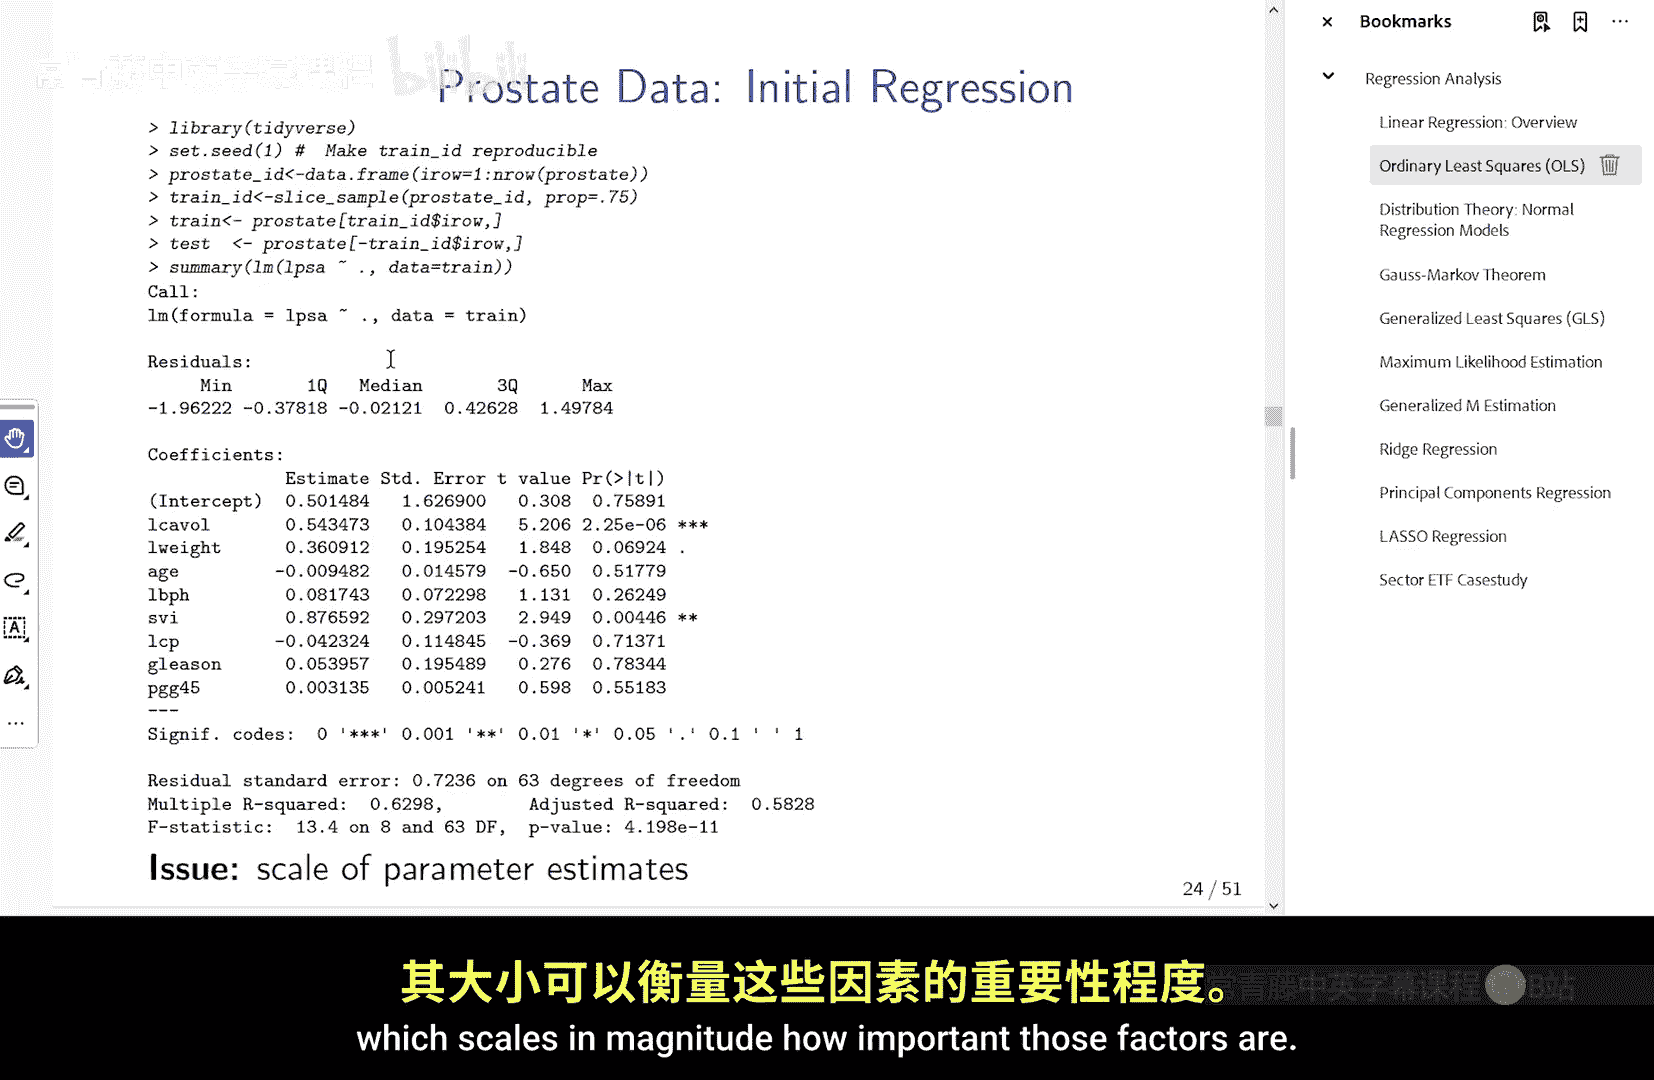 Prostate Data: Initial Regression
> library(tidyverse)
> set.seed(1) #  Make train_id reproducible
> prostate_id<-data.frame(irow=1:nrow(prostate))
> train_id<-slice_sample(prostate_id, prop=.75)
> train<- prostate[train_id$irow,]
> test  <- prostate[-train_id$irow,]
> summary(lm(lpsa ~ ., data=train))
Call:
lm(formula = lpsa ~ ., data = train)
Residuals:
Min 1Q Median 3Q Max
-1.96222 -0.37818 -0.02121 0.42628 1.49784
Coefficients:
Estimate Std. Error t value Pr(>|t|)
(Intercept) 0.501484 1.626900 0.308 0.75891
lcavol 0.543473 0.104384 5.206 2.25e-06 ***
lweight 0.360912 0.195254 1.848 0.06924 .
age -0.009482 0.014579 -0.650 0.51779
lbph 0.081743 0.072298 1.131 0.26249
svi 0.876592 0.297203 2.949 0.00446 **
lcp -0.042324 0.114845 -0.369 0.71371
gleason 0.053957 0.195489 0.276 0.78344
pgg45 0.003135 0.005241 0.598 0.55183
---
Signif. codes:  0 '***' 0.001 '**' 0.01 '*' 0.05 '.' 0.1 ' ' 1
Residual standard error: 0.7236 on 63 degrees of freedom
Multiple R-squared:  0.6298, Adjusted R-squared:  0.5828
F-statistic:  13.4 on 8 and 63 DF,  p-value: 4.198e-11
Issue: scale of parameter estimates
24 / 51
Bookmarks
Regression Analysis
Linear Regression: Overview
Ordinary Least Squares (OLS)
Distribution Theory: Normal
Regression Models
Gauss-Markov Theorem
Generalized Least Squares (GLS)
Maximum Likelihood Estimation
Generalized M Estimation
Ridge Regression
Principal Components Regression
LASSO Regression
Sector ETF Casestudy
其大小可以衡量这些因素的重要性程度。
which scales in magnitude how important those factors are.
青藤中英字幕课程
B站
bilibili